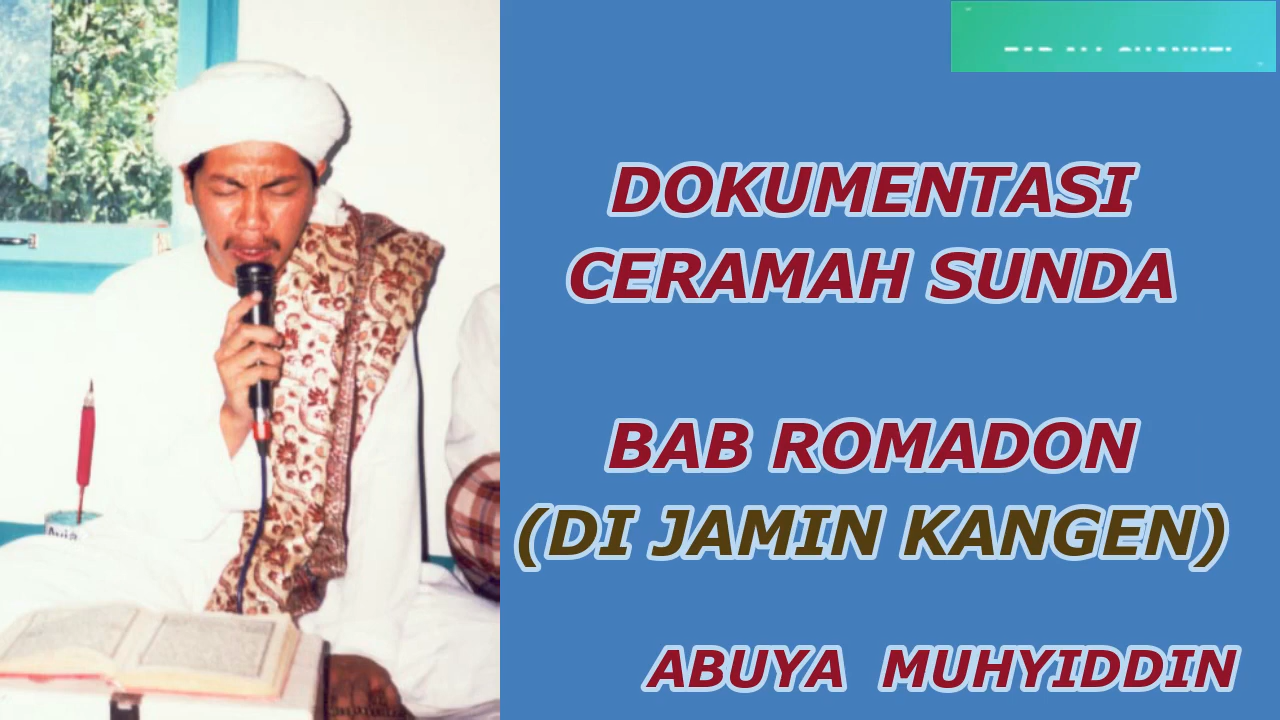 DOKUMENTASI
CERAMAH SUNDA
BAB ROMADON
(DI JAMIN KANGEN)
ABUYA MUHYIDDIN